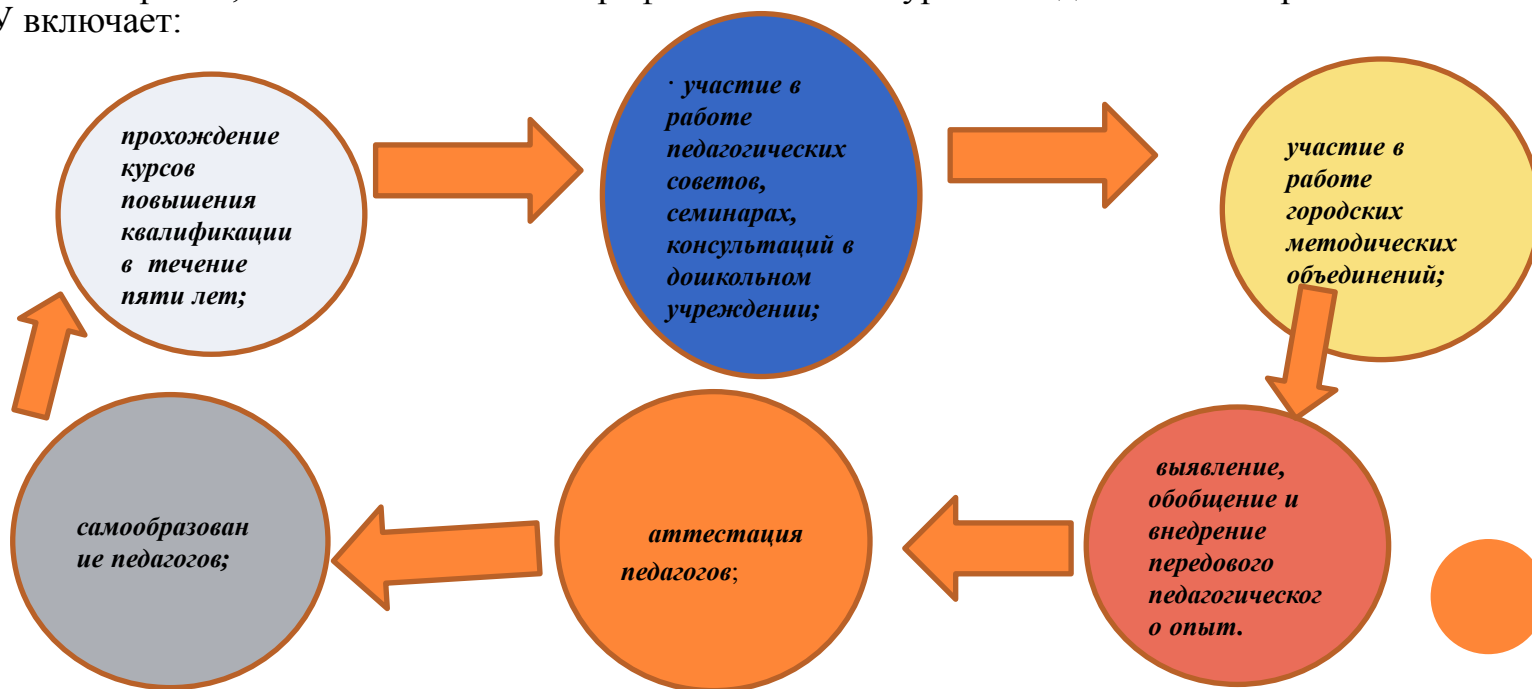 У включает:
прохождение
курсов
повышения
квалификации
в течение
пяти лет;
· участие в
работе
педагогических
советов,
семинарах,
консультаций в
дошкольном
учреждении;
участие в
работе
городских
методических
объединений;
выявление,
обобщение и
внедрение
передового
педагогическог
о опыт.
аттестация
педагогов;
самообразован
ие педагогов;